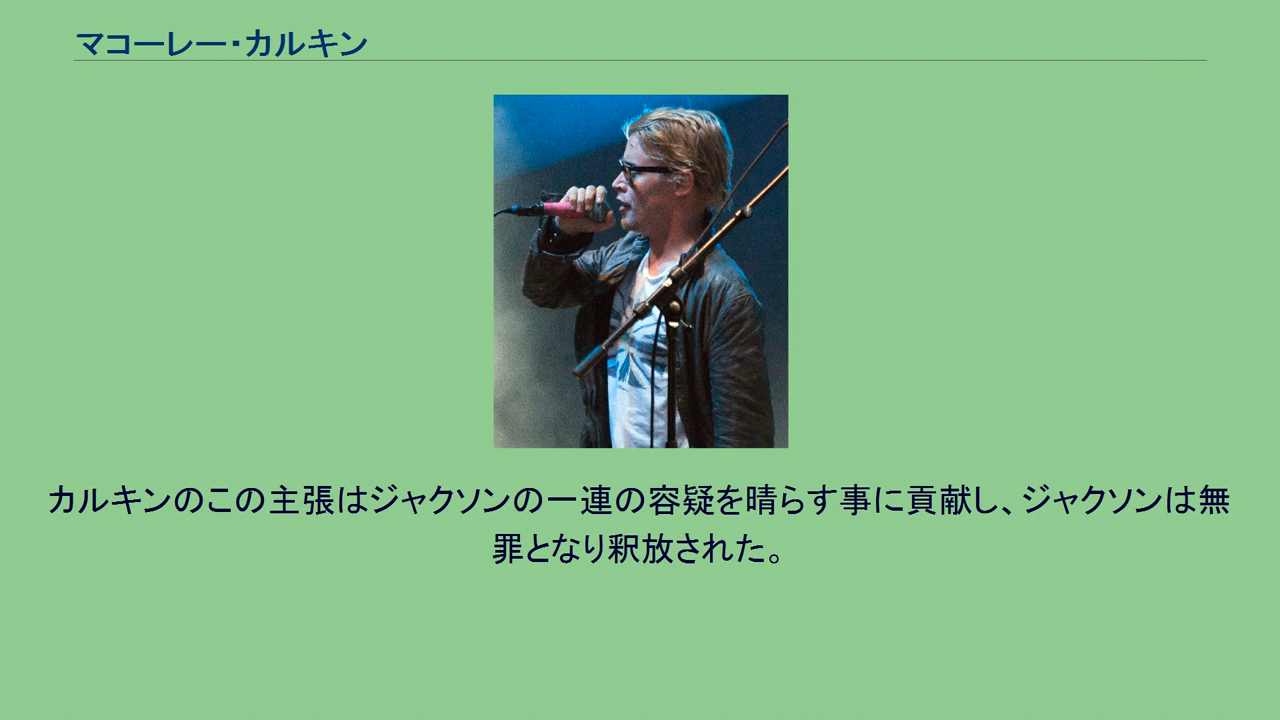 マコーレー・カルキン
カルキンのこの主張はジャクソンの一連の容疑を晴らす事に貢献し、ジャクソンは無
罪となり釈放された。